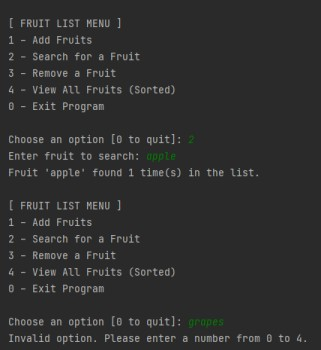 [ FRUIT LIST MENU ]
1 - Add Fruits
2 - Search for a Fruit
3 - Remove a Fruit
4 - View All Fruits (Sorted)
0 - Exit Program
Choose an option [0 to quit]: 2
Enter fruit to search: apple
Fruit 'apple' found 1 time(s) in the list.
[ FRUIT LIST MENU ]
1 - Add Fruits
2 - Search for a Fruit
3 - Remove a Fruit
4 - View All Fruits (Sorted)
0 - Exit Program
Choose an option [0 to quit]: grapes
Invalid option. Please enter a number from 0 to 4.